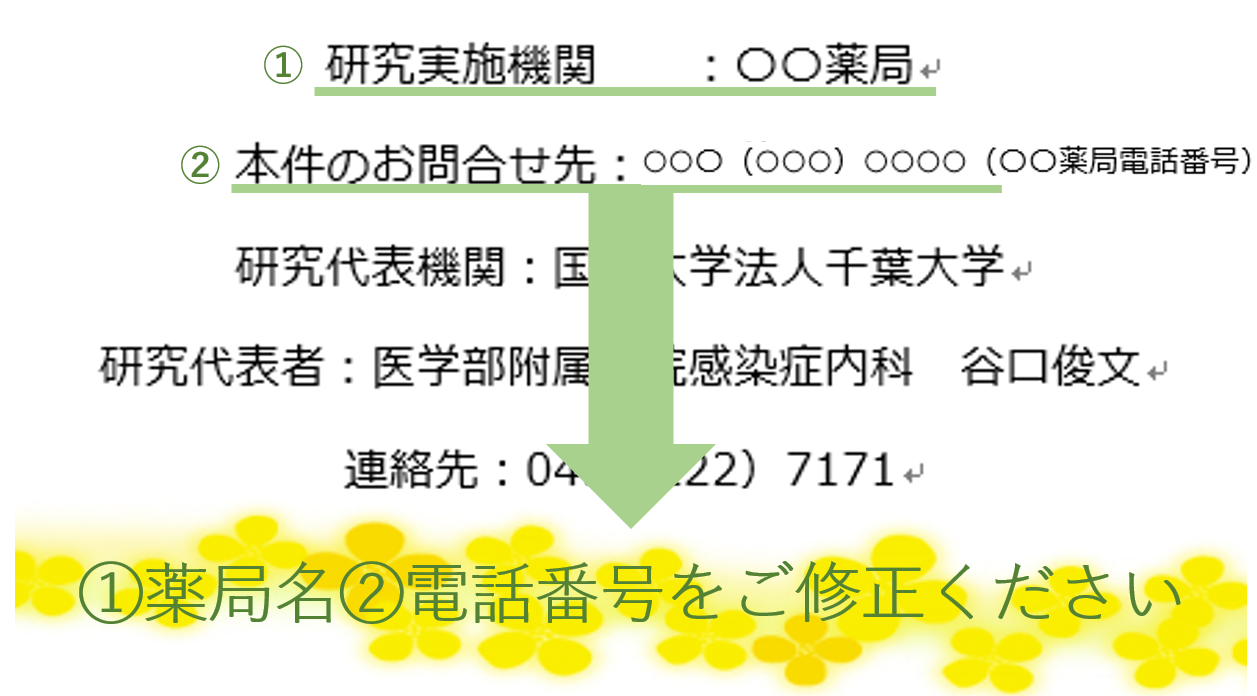 ① 研究実施機関　　：〇〇薬局↵
② 本件のお問合せ先：○○○（○○○）○○○○（〇〇薬局電話番号）
研究代表機関：国 大学法人千葉大学↵
研究代表者：医学部附属 院感染症内科　谷口俊文↵
連絡先：04 22）7171↵
①薬局名②電話番号をご修正ください